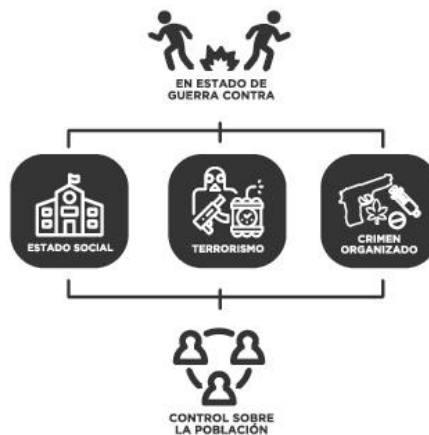 EN ESTADO DE
GUERRA CONTRA
ESTADO SOCIAL
TERRORISMO
CRIMEN
ORGANIZADO
CONTROL SOBRE
LA POBLACIÓN